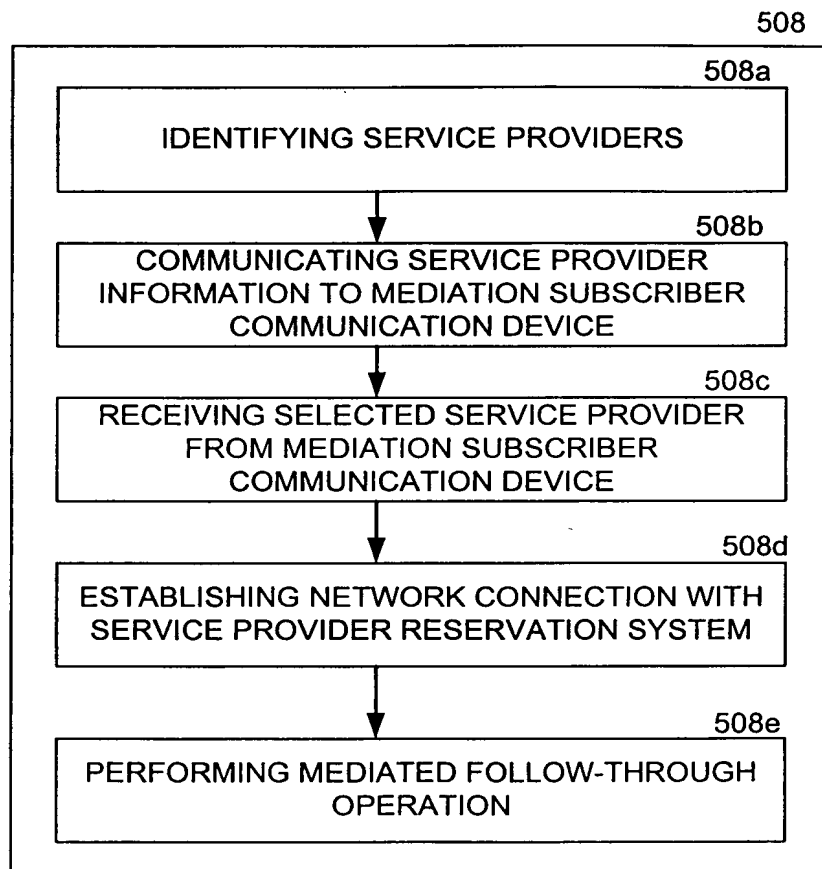 508
508a
IDENTIFYING SERVICE PROVIDERS
508b
COMMUNICATING SERVICE PROVIDER
INFORMATION TO MEDIATION SUBSCRIBER
COMMUNICATION DEVICE
508c
RECEIVING SELECTED SERVICE PROVIDER
FROM MEDIATION SUBSCRIBER
COMMUNICATION DEVICE
508d
ESTABLISHING NETWORK CONNECTION WITH
SERVICE PROVIDER RESERVATION SYSTEM
508e
PERFORMING MEDIATED FOLLOW-THROUGH
OPERATION